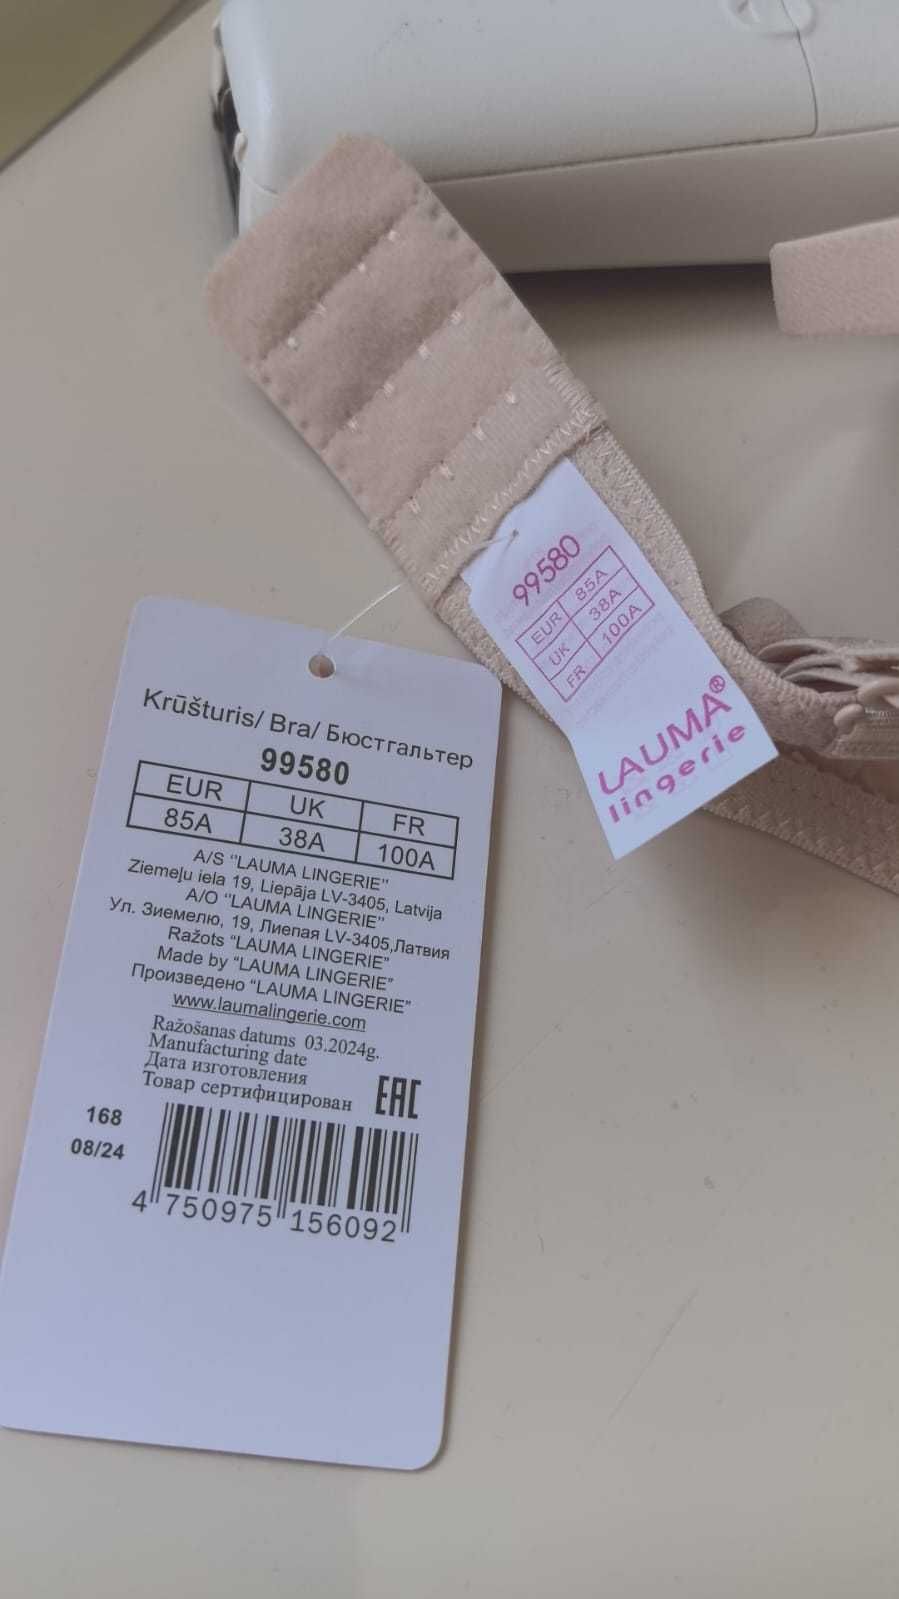 99580
EUR 85A
UK 38A
FR 100A
LAUMA®
lingerie
Krūšturis/ Bra/ Бюстгальтер
99580
EUR UK FR
85A 38A 100A
A/S "LAUMA LINGERIE"
Ziemeļu iela 19, Liepāja LV-3405, Latvija
A/O "LAUMA LINGERIE"
Ул. Зиемелю, 19, Лиепая LV-3405,Латвия
Ražots "LAUMA LINGERIE"
Made by "LAUMA LINGERIE"
Произведено "LAUMA LINGERIE"
www.laumalingerie.com
Ražošanas datums 03.2024g.
Manufacturing date
Дата изготовления
Товар сертифицирован EAC
168
08/24
4 750975 156092